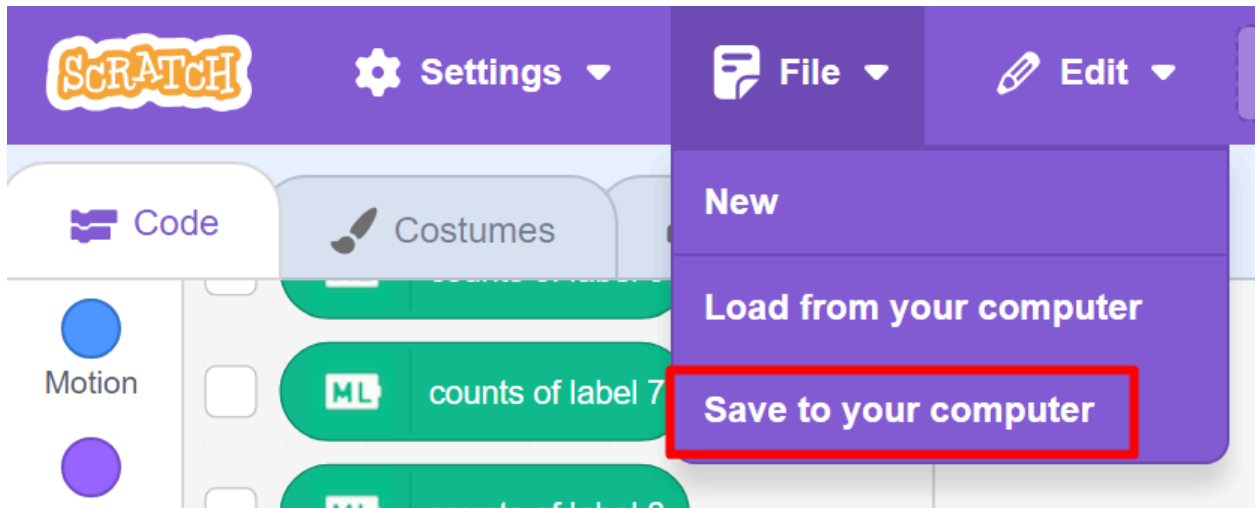 SCRATCH Settings File Edit
Code Costumes
New
Load from your computer
Motion
ML counts of label 7
Save to your computer